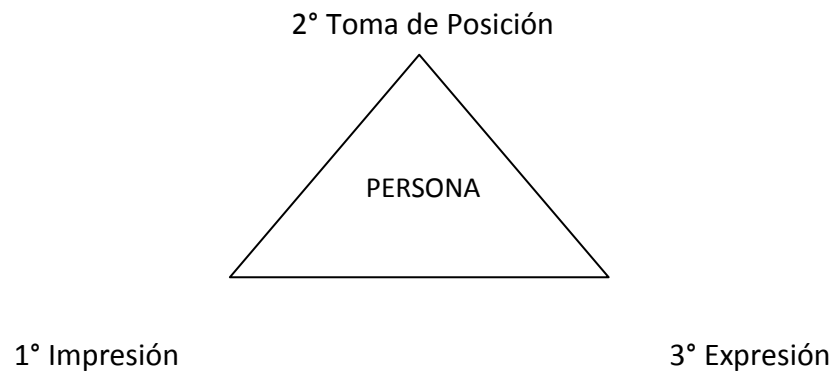 2° Toma de Posición
PERSONA
1° Impresión
3° Expresión